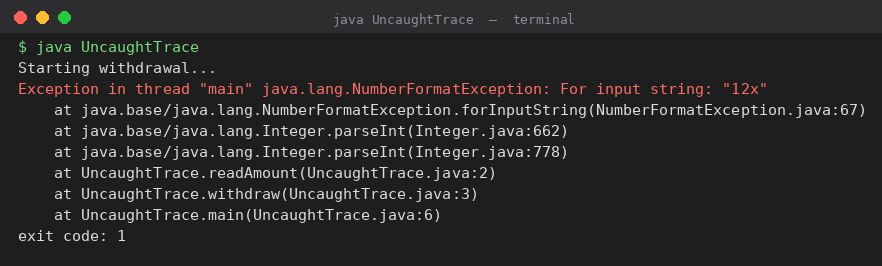 java UncaughtTrace — terminal
$ java UncaughtTrace
Starting withdrawal...
Exception in thread "main" java.lang.NumberFormatException: For input string: "12x"
    at java.base/java.lang.NumberFormatException.forInputString(NumberFormatException.java:67)
    at java.base/java.lang.Integer.parseInt(Integer.java:662)
    at java.base/java.lang.Integer.parseInt(Integer.java:778)
    at UncaughtTrace.readAmount(UncaughtTrace.java:2)
    at UncaughtTrace.withdraw(UncaughtTrace.java:3)
    at UncaughtTrace.main(UncaughtTrace.java:6)
exit code: 1